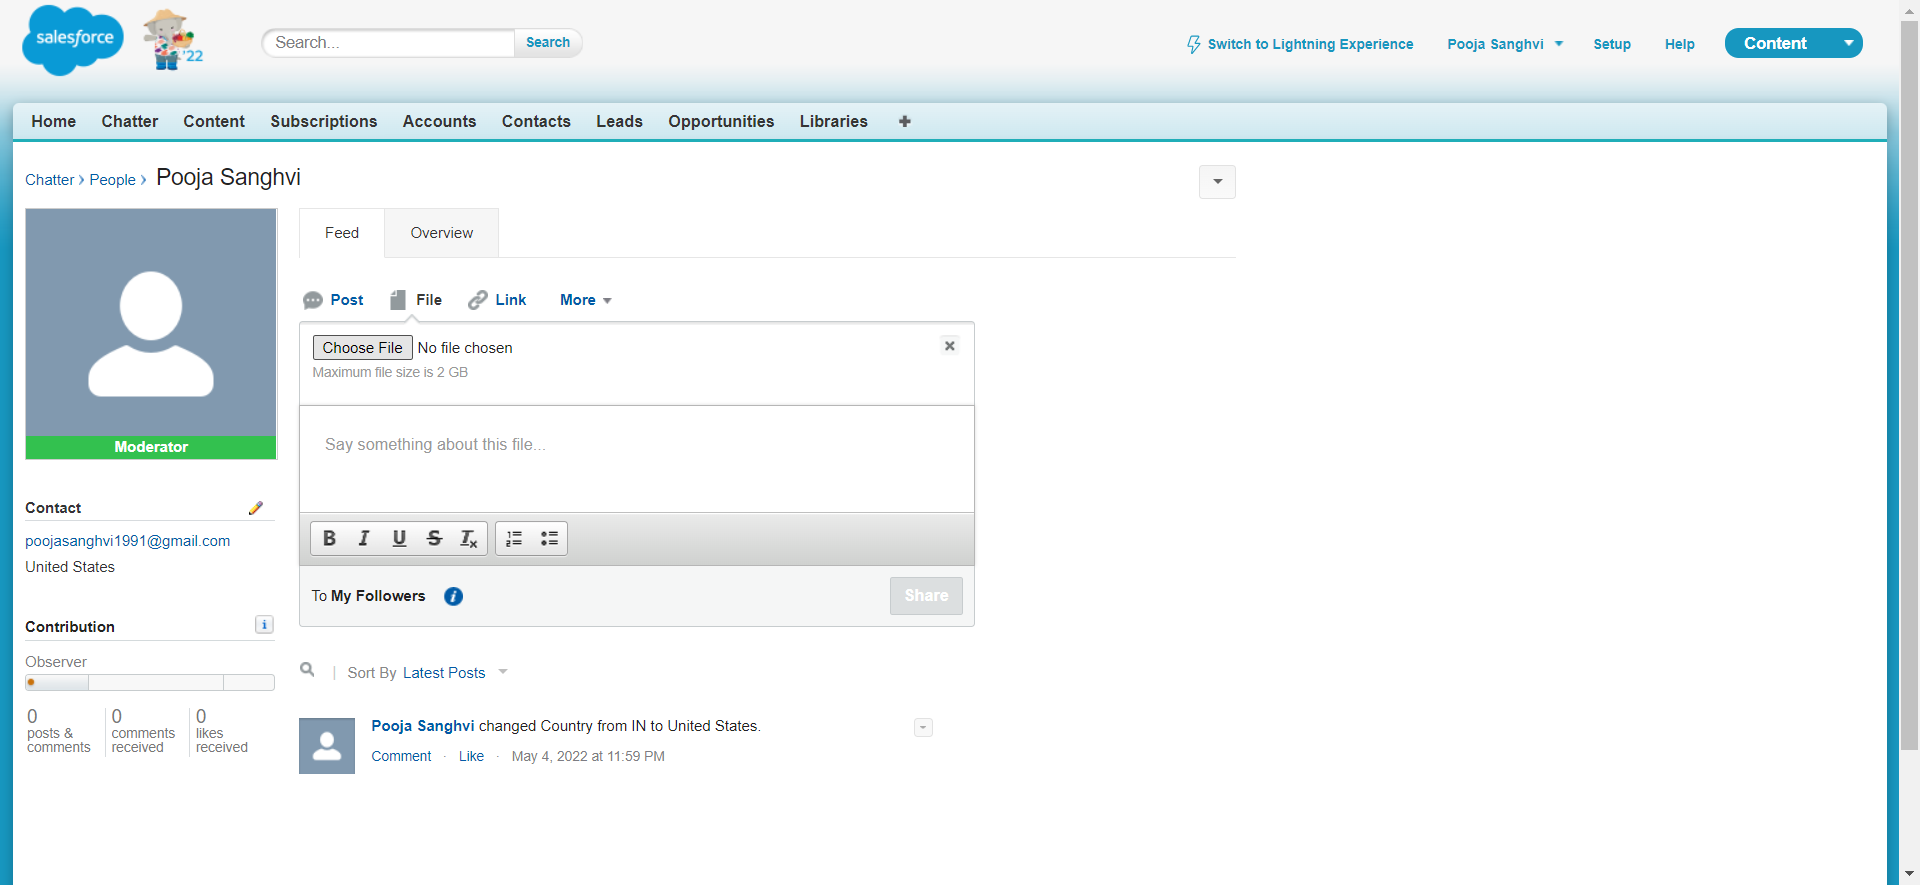 salesforce
'22
Search...
Search
Switch to Lightning Experience
Pooja Sanghvi
Setup
Help
Content
Home
Chatter
Content
Subscriptions
Accounts
Contacts
Leads
Opportunities
Libraries
Chatter › People › Pooja Sanghvi
Feed
Overview
Post
File
Link
More
Choose File No file chosen
Maximum file size is 2 GB
Say something about this file...
B I U S Tx
To My Followers
Share
Moderator
Contact
poojasanghvi1991@gmail.com
United States
Contribution
Observer
0
posts &
comments
0
comments
received
0
likes
received
Sort By Latest Posts
Pooja Sanghvi changed Country from IN to United States.
Comment · Like · May 4, 2022 at 11:59 PM